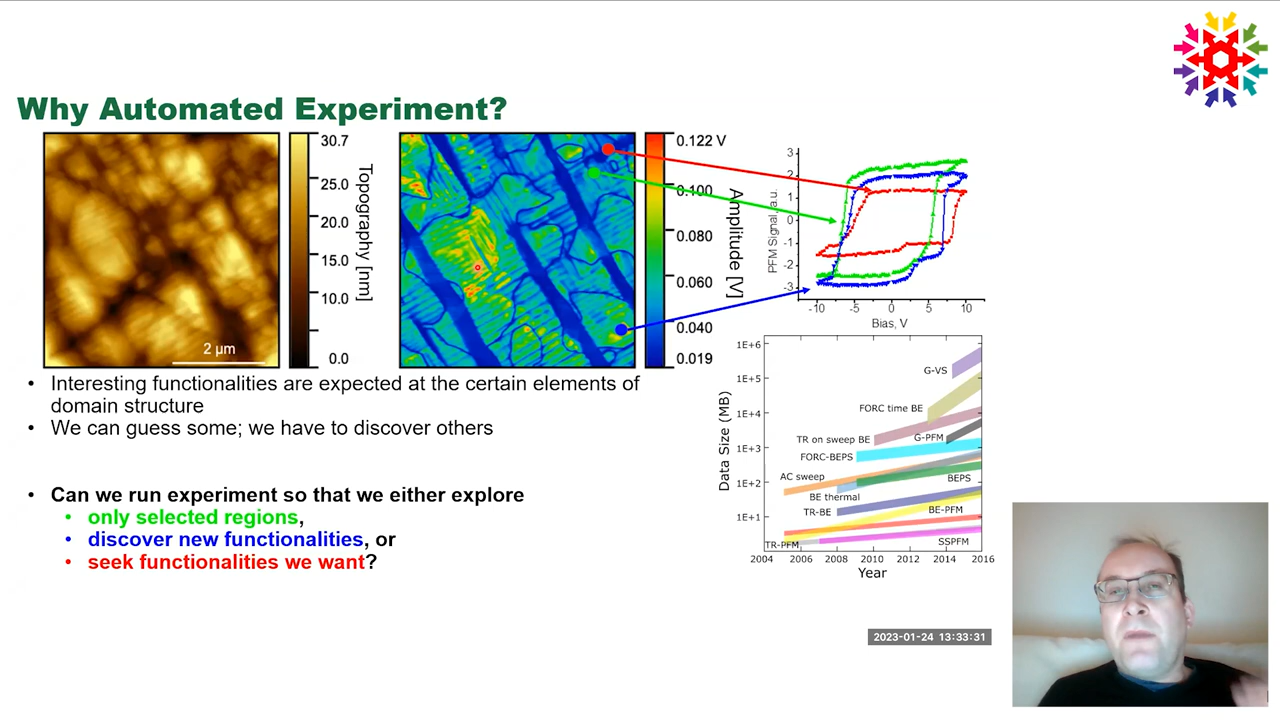 Why Automated Experiment?
30.7
25.0
20.0
15.0
10.0
0.0
Topography [nm]
2 µm
0.122 V
0.100
0.080
0.060
0.040
0.019
Amplitude [V]
3
2
1
0
-1
-2
-3
PFM Signal, a.u.
-10 -5 0 5 10
Bias, V
• Interesting functionalities are expected at the certain elements of
domain structure
• We can guess some; we have to discover others
• Can we run experiment so that we either explore
• only selected regions,
• discover new functionalities, or
• seek functionalities we want?
1E+6
1E+5
1E+4
1E+3
1E+2
1E+1
Data Size (MB)
G-VS
FORC time BE
TR on sweep BE
G-PFM
FORC-BEPS
AC sweep
BEPS
BE thermal
TR-BE
BE-PFM
TR-PFM
SSPFM
2004 2006 2008 2010 2012 2014 2016
Year
2023-01-24 13:33:31